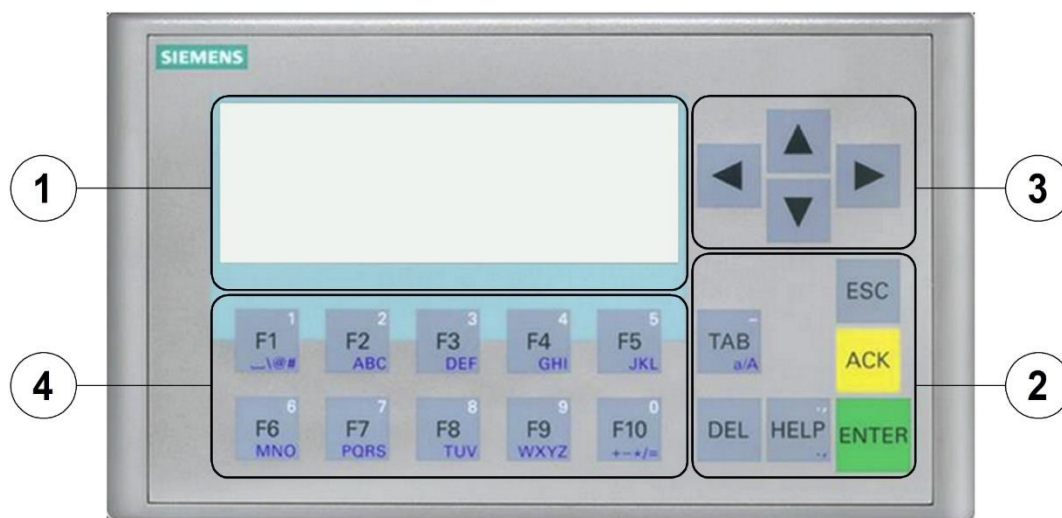 SIEMENS
1
3
ESC
1 2 3 4 5
F1 F2 F3 F4 F5
⎵\@# ABC DEF GHI JKL
–
TAB
a/A
ACK
4
2
6 7 8 9 0
F6 F7 F8 F9 F10
MNO PQRS TUV WXYZ +−*/=
DEL HELP ENTER